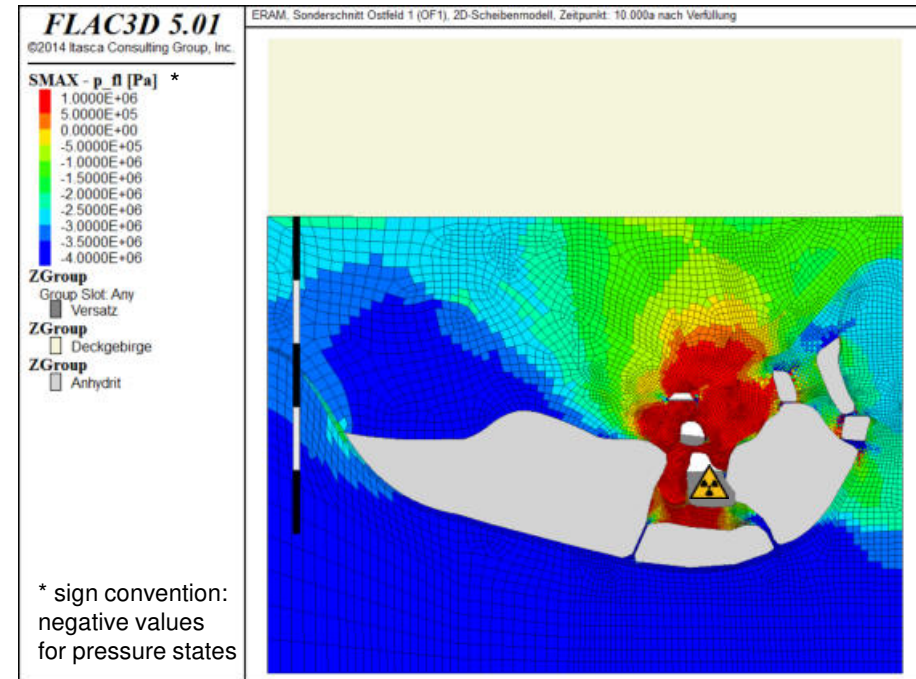 FLAC3D 5.01
©2014 Itasca Consulting Group, Inc.
ERAM, Sonderschnitt Ostfeld 1 (OF1), 2D-Scheibenmodell, Zeitpunkt: 10.000a nach Verfüllung
SMAX - p_fl [Pa] *
1.0000E+06
5.0000E+05
0.0000E+00
-5.0000E+05
-1.0000E+06
-1.5000E+06
-2.0000E+06
-2.5000E+06
-3.0000E+06
-3.5000E+06
-4.0000E+06
ZGroup
Group Slot: Any
Versatz
ZGroup
Deckgebirge
ZGroup
Anhydrit
* sign convention:
negative values
for pressure states